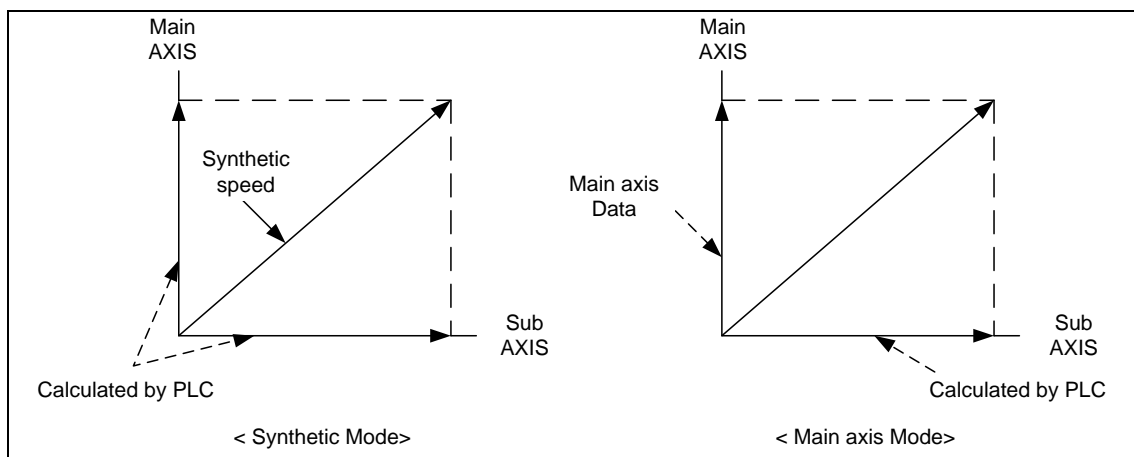 Main
AXIS
Synthetic
speed
Sub
AXIS
Calculated by PLC
< Synthetic Mode>
Main
AXIS
Main axis
Data
Sub
AXIS
Calculated by PLC
< Main axis Mode>